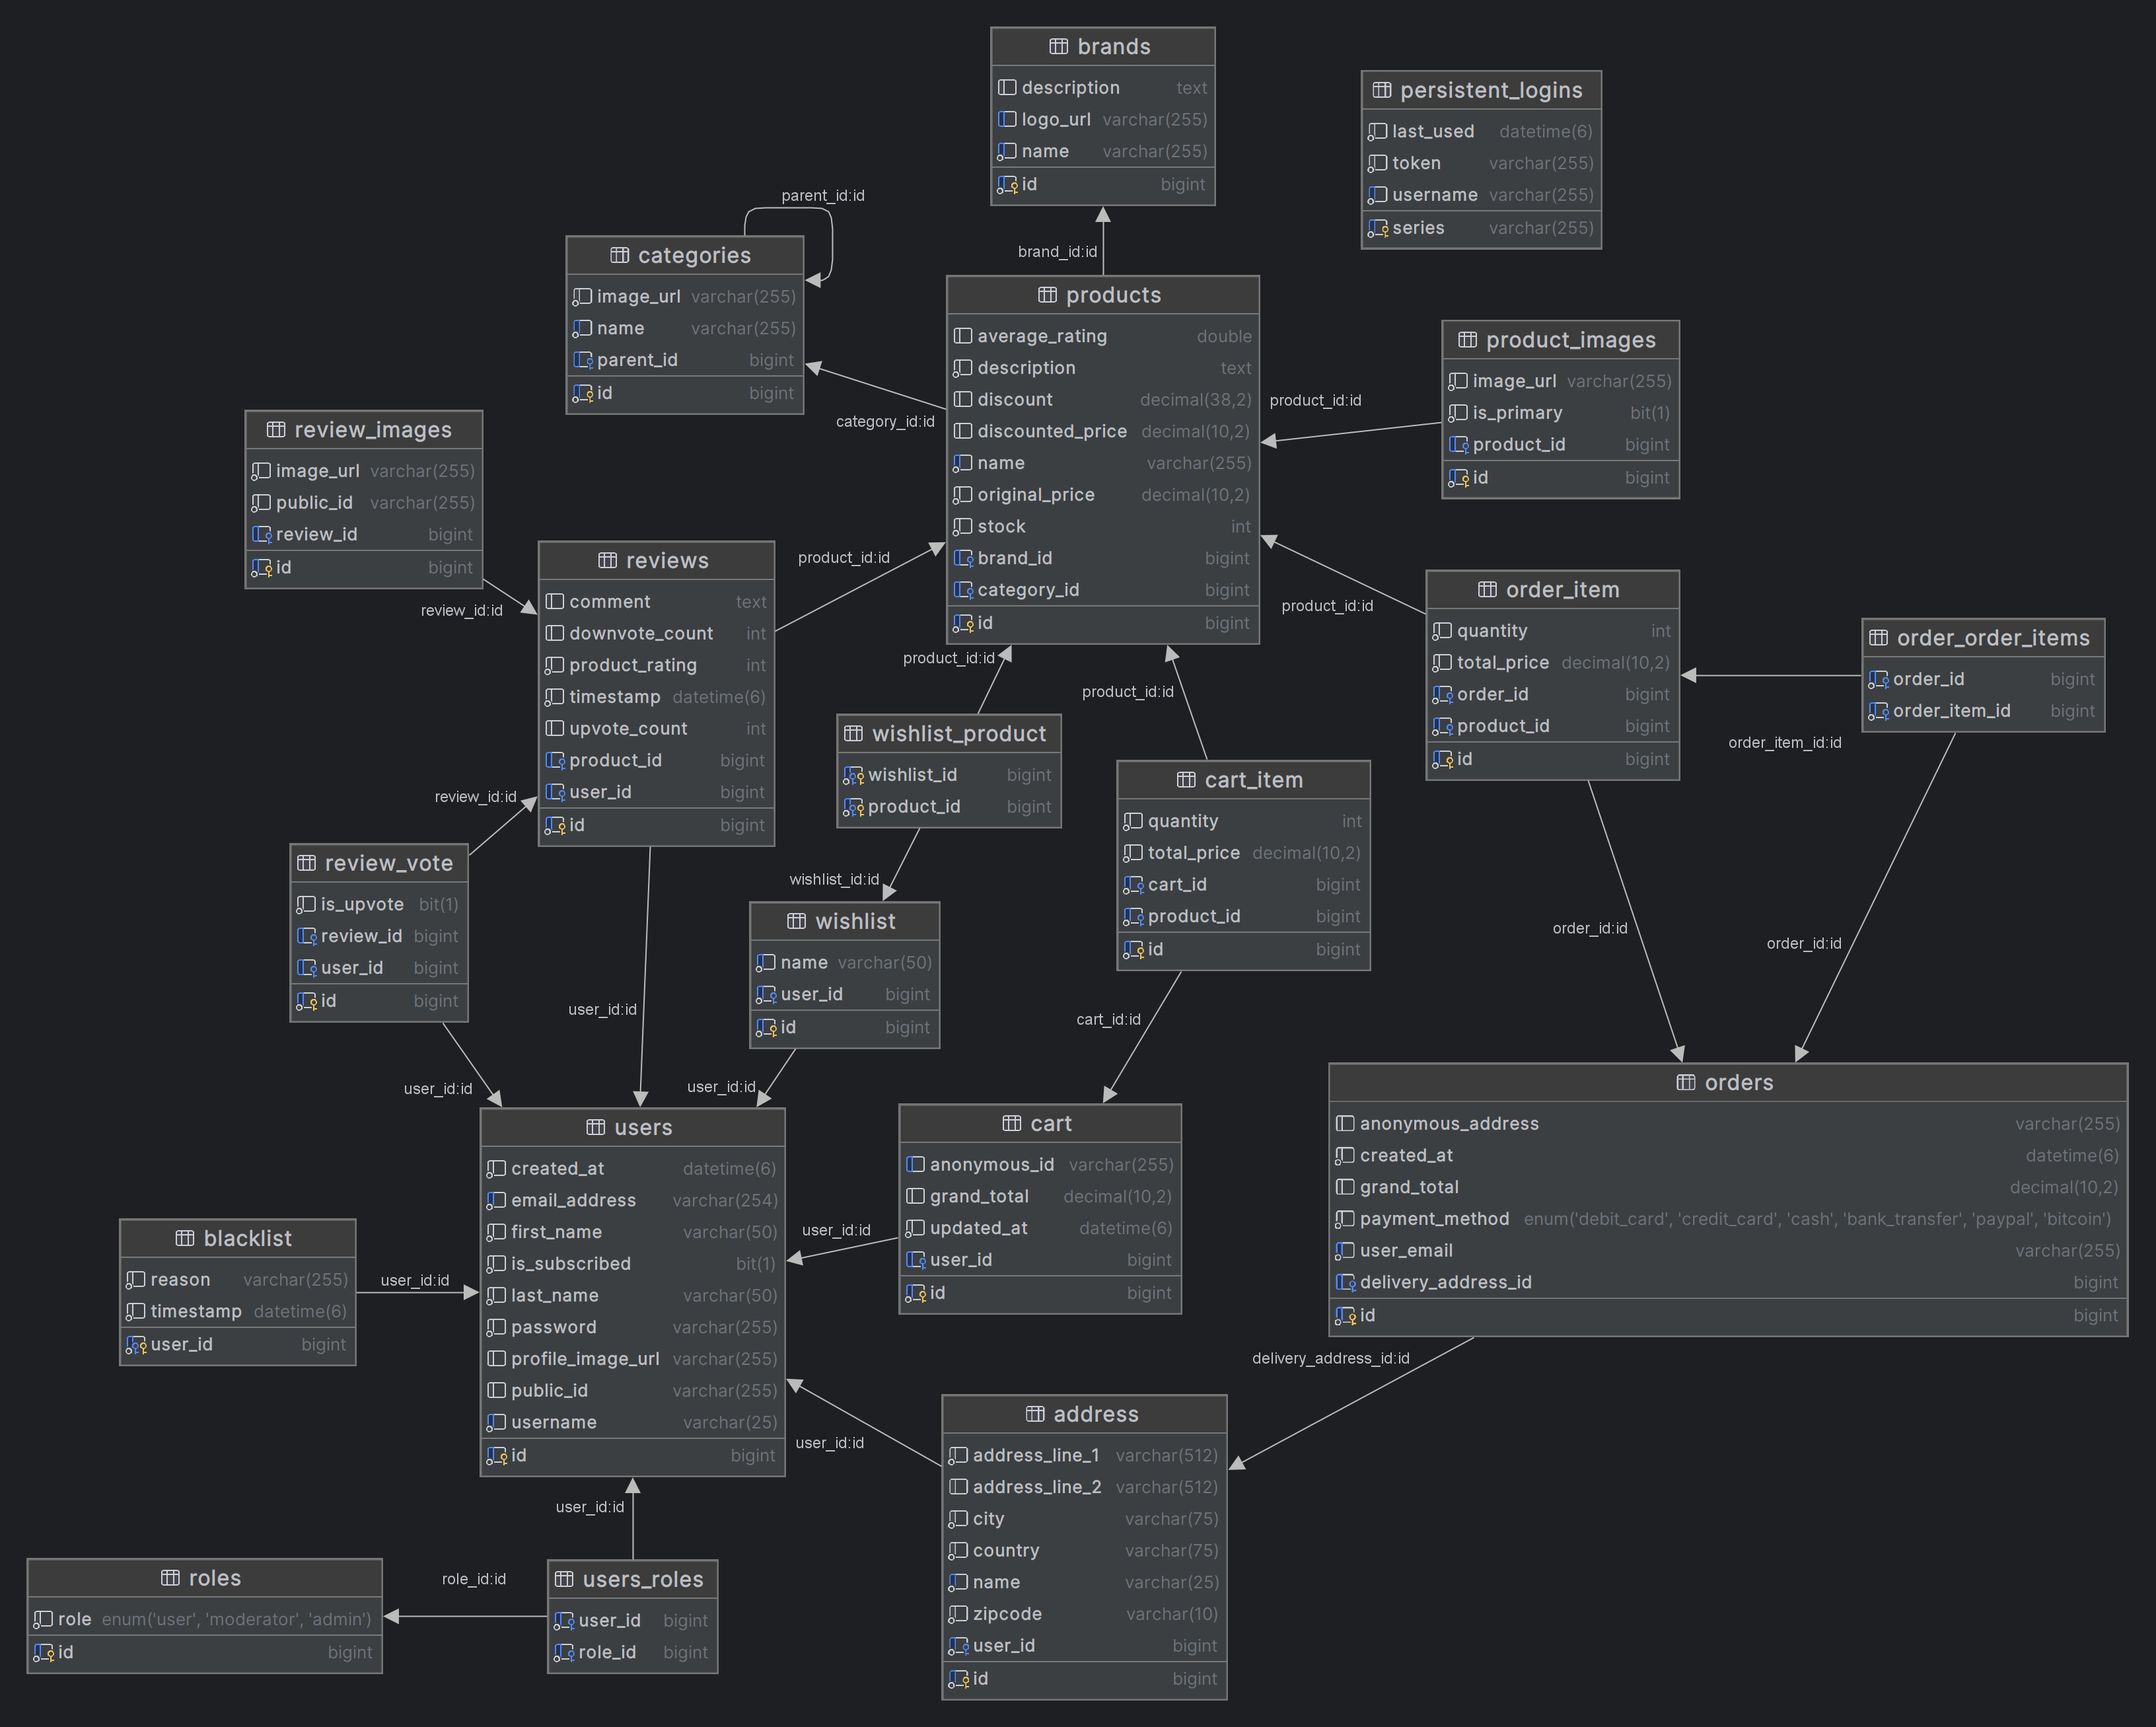 brands
description text
logo_url varchar(255)
name varchar(255)
id bigint
persistent_logins
last_used datetime(6)
token varchar(255)
username varchar(255)
series varchar(255)
parent_id:id
categories
image_url varchar(255)
name varchar(255)
parent_id bigint
id bigint
brand_id:id
products
average_rating double
description text
discount decimal(38,2)
discounted_price decimal(10,2)
name varchar(255)
original_price decimal(10,2)
stock int
brand_id bigint
category_id bigint
id bigint
category_id:id
product_images
image_url varchar(255)
is_primary bit(1)
product_id bigint
id bigint
product_id:id
review_images
image_url varchar(255)
public_id varchar(255)
review_id bigint
id bigint
review_id:id
reviews
comment text
downvote_count int
product_rating int
timestamp datetime(6)
upvote_count int
product_id bigint
user_id bigint
id bigint
product_id:id
order_item
quantity int
total_price decimal(10,2)
order_id bigint
product_id bigint
id bigint
product_id:id
order_order_items
order_id bigint
order_item_id bigint
order_item_id:id
product_id:id
product_id:id
wishlist_product
wishlist_id bigint
product_id bigint
wishlist_id:id
cart_item
quantity int
total_price decimal(10,2)
cart_id bigint
product_id bigint
id bigint
review_id:id
review_vote
is_upvote bit(1)
review_id bigint
user_id bigint
id bigint
wishlist
name varchar(50)
user_id bigint
id bigint
order_id:id
order_id:id
user_id:id
cart_id:id
user_id:id
user_id:id
users
created_at datetime(6)
email_address varchar(254)
first_name varchar(50)
is_subscribed bit(1)
last_name varchar(50)
password varchar(255)
profile_image_url varchar(255)
public_id varchar(255)
username varchar(25)
id bigint
cart
anonymous_id varchar(255)
grand_total decimal(10,2)
updated_at datetime(6)
user_id bigint
id bigint
user_id:id
orders
anonymous_address varchar(255)
created_at datetime(6)
grand_total decimal(10,2)
payment_method enum('debit_card', 'credit_card', 'cash', 'bank_transfer', 'paypal', 'bitcoin')
user_email varchar(255)
delivery_address_id bigint
id bigint
blacklist
reason varchar(255)
timestamp datetime(6)
user_id bigint
user_id:id
delivery_address_id:id
address
address_line_1 varchar(512)
address_line_2 varchar(512)
city varchar(75)
country varchar(75)
name varchar(25)
zipcode varchar(10)
user_id bigint
id bigint
user_id:id
user_id:id
roles
role enum('user', 'moderator', 'admin')
id bigint
role_id:id
users_roles
user_id bigint
role_id bigint